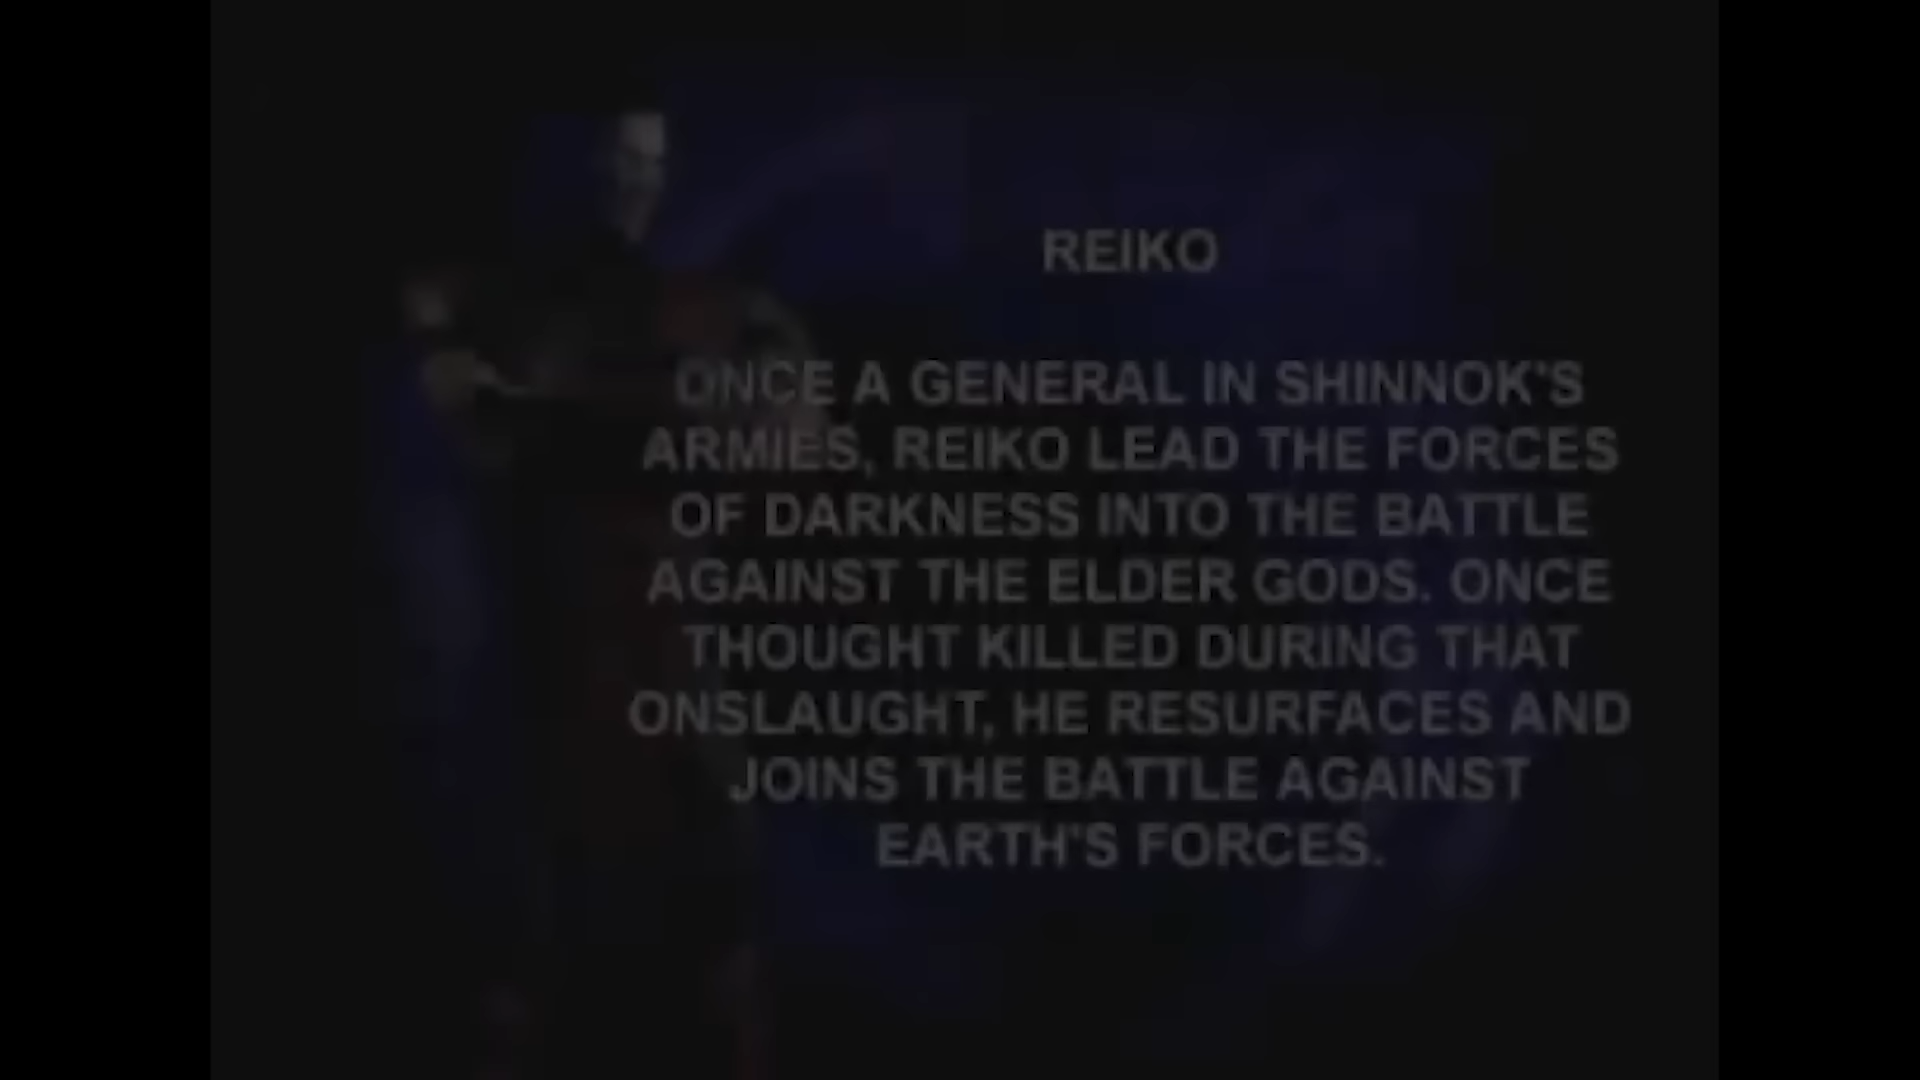 REIKO
ONCE A GENERAL IN SHINNOK'S
ARMIES, REIKO LEAD THE FORCES
OF DARKNESS INTO THE BATTLE
AGAINST THE ELDER GODS. ONCE
THOUGHT KILLED DURING THAT
ONSLAUGHT, HE RESURFACES AND
JOINS THE BATTLE AGAINST
EARTH'S FORCES.